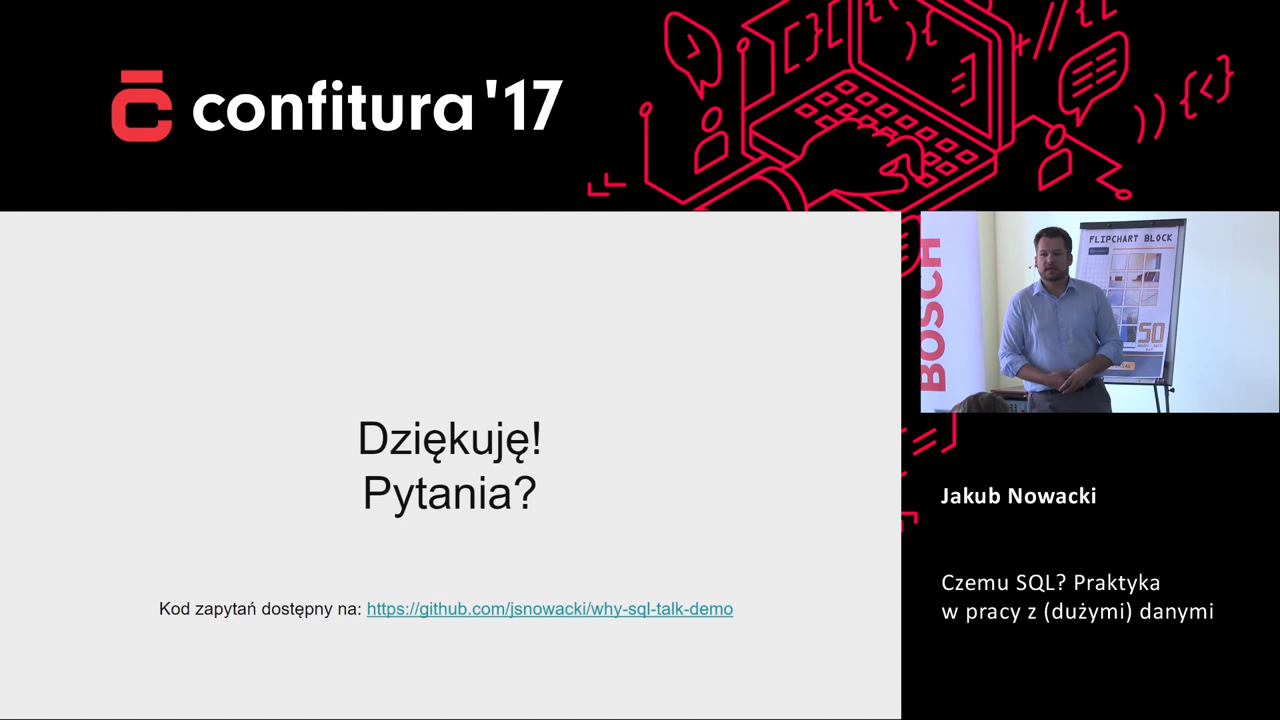 confitura '17
Dziękuję!
Pytania?
Kod zapytań dostępny na: https://github.com/jsnowacki/why-sql-talk-demo
BOSCH
FLIPCHART BLOCK
50
Jakub Nowacki
Czemu SQL? Praktyka
w pracy z (dużymi) danymi